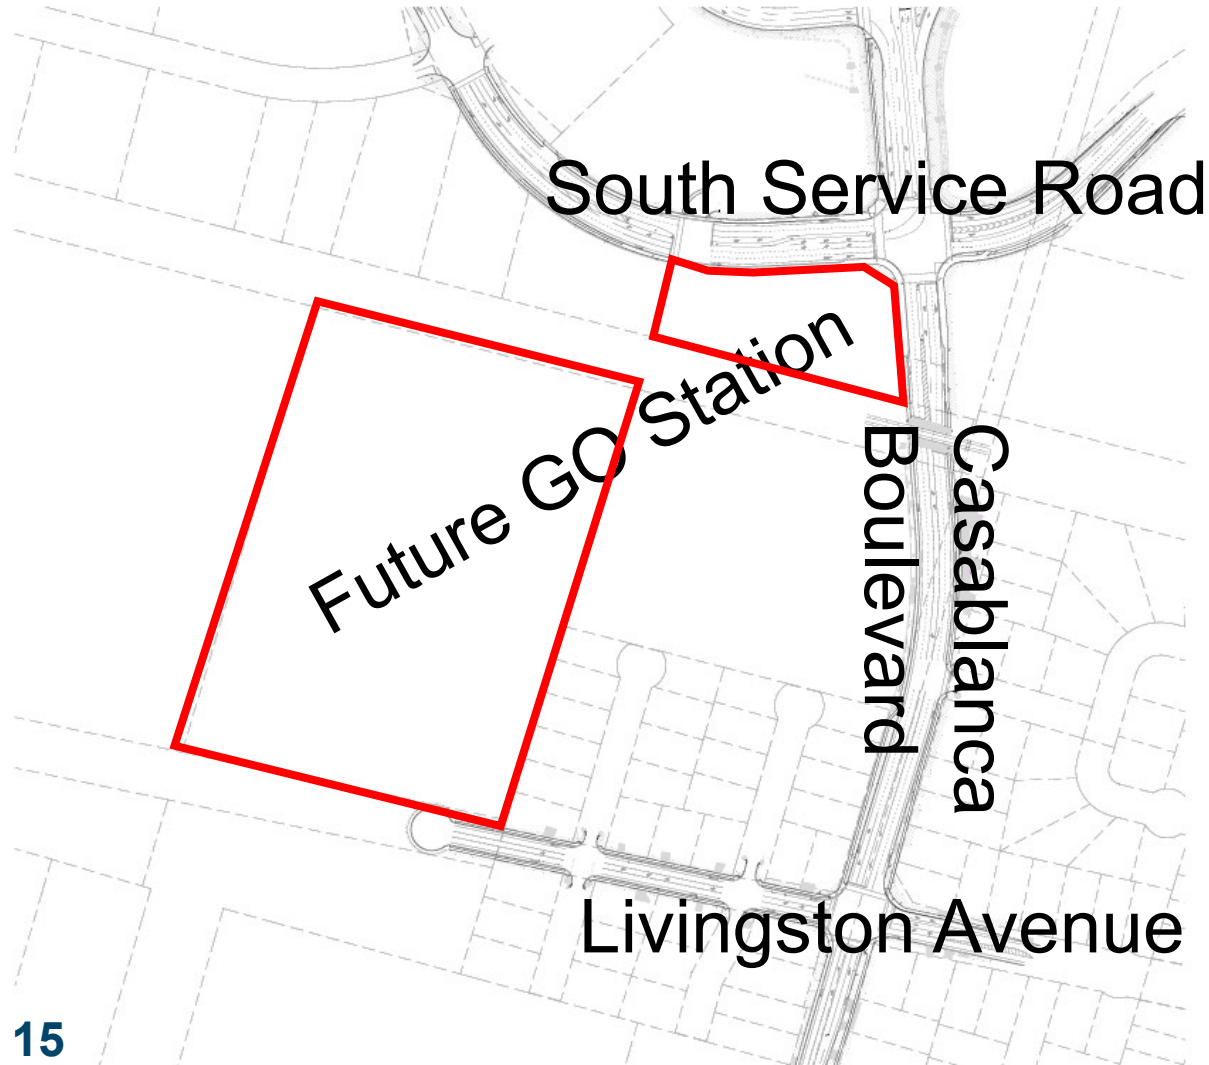 South Service Road
Future GO Station
Casablanca
Boulevard
Livingston Avenue
15